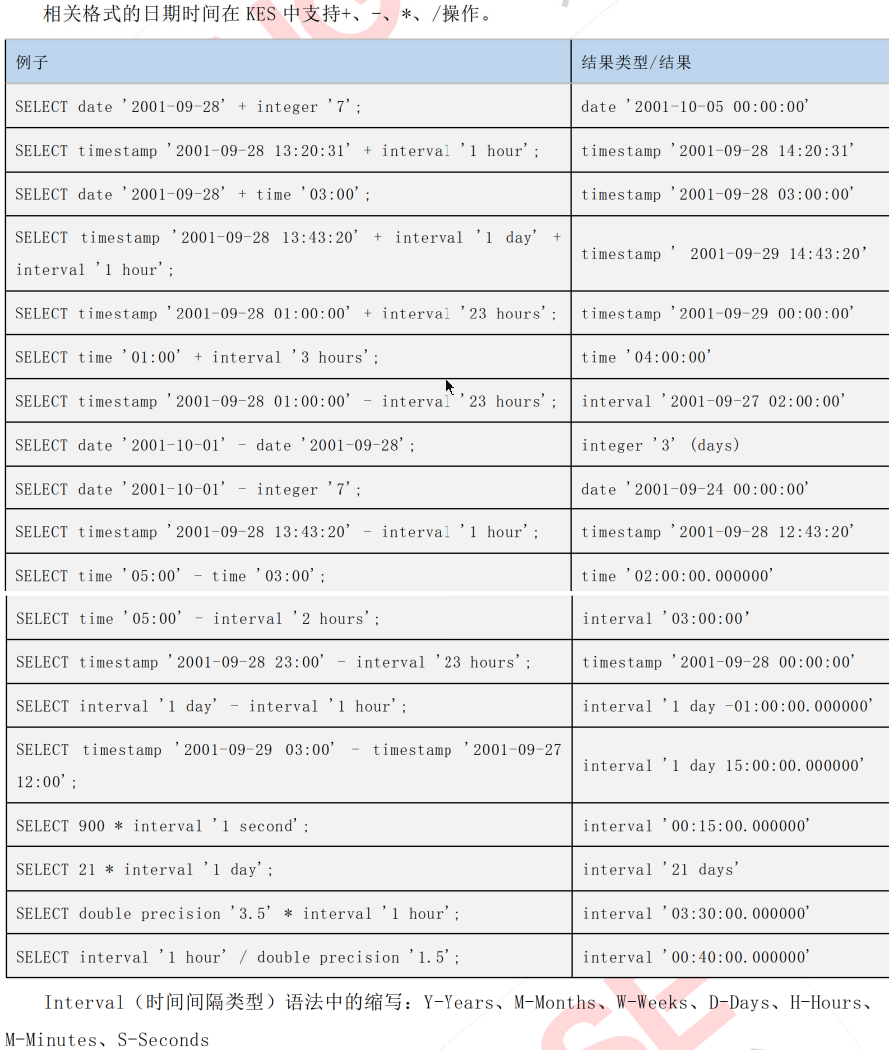 相关格式的日期时间在 KES 中支持+、-、*、/操作。
例子 结果类型/结果
SELECT date '2001-09-28' + integer '7'; date '2001-10-05 00:00:00'
SELECT timestamp '2001-09-28 13:20:31' + interval '1 hour'; timestamp '2001-09-28 14:20:31'
SELECT date '2001-09-28' + time '03:00'; timestamp '2001-09-28 03:00:00'
SELECT timestamp '2001-09-28 13:43:20' + interval '1 day' +
interval '1 hour';
timestamp ' 2001-09-29 14:43:20'
SELECT timestamp '2001-09-28 01:00:00' + interval '23 hours'; timestamp '2001-09-29 00:00:00'
SELECT time '01:00' + interval '3 hours'; time '04:00:00'
SELECT timestamp '2001-09-28 01:00:00' - interval '23 hours'; interval '2001-09-27 02:00:00'
SELECT date '2001-10-01' - date '2001-09-28'; integer '3' (days)
SELECT date '2001-10-01' - integer '7'; date '2001-09-24 00:00:00'
SELECT timestamp '2001-09-28 13:43:20' - interval '1 hour'; timestamp '2001-09-28 12:43:20'
SELECT time '05:00' - time '03:00'; time '02:00:00.000000'
SELECT time '05:00' - interval '2 hours'; interval '03:00:00'
SELECT timestamp '2001-09-28 23:00' - interval '23 hours'; timestamp '2001-09-28 00:00:00'
SELECT interval '1 day' - interval '1 hour'; interval '1 day -01:00:00.000000'
SELECT timestamp '2001-09-29 03:00' - timestamp '2001-09-27
12:00';
interval '1 day 15:00:00.000000'
SELECT 900 * interval '1 second'; interval '00:15:00.000000'
SELECT 21 * interval '1 day'; interval '21 days'
SELECT double precision '3.5' * interval '1 hour'; interval '03:30:00.000000'
SELECT interval '1 hour' / double precision '1.5'; interval '00:40:00.000000'
Interval（时间间隔类型）语法中的缩写：Y-Years、M-Months、W-Weeks、D-Days、H-Hours、
M-Minutes、S-Seconds